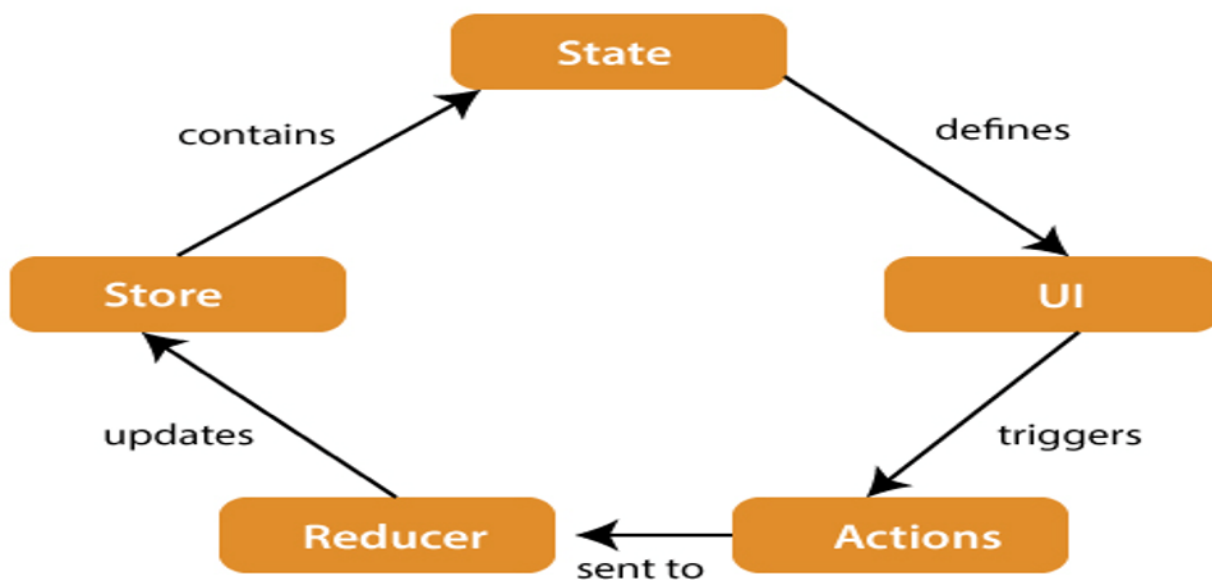 State
contains
defines
Store
UI
updates
triggers
Reducer
Actions
sent to